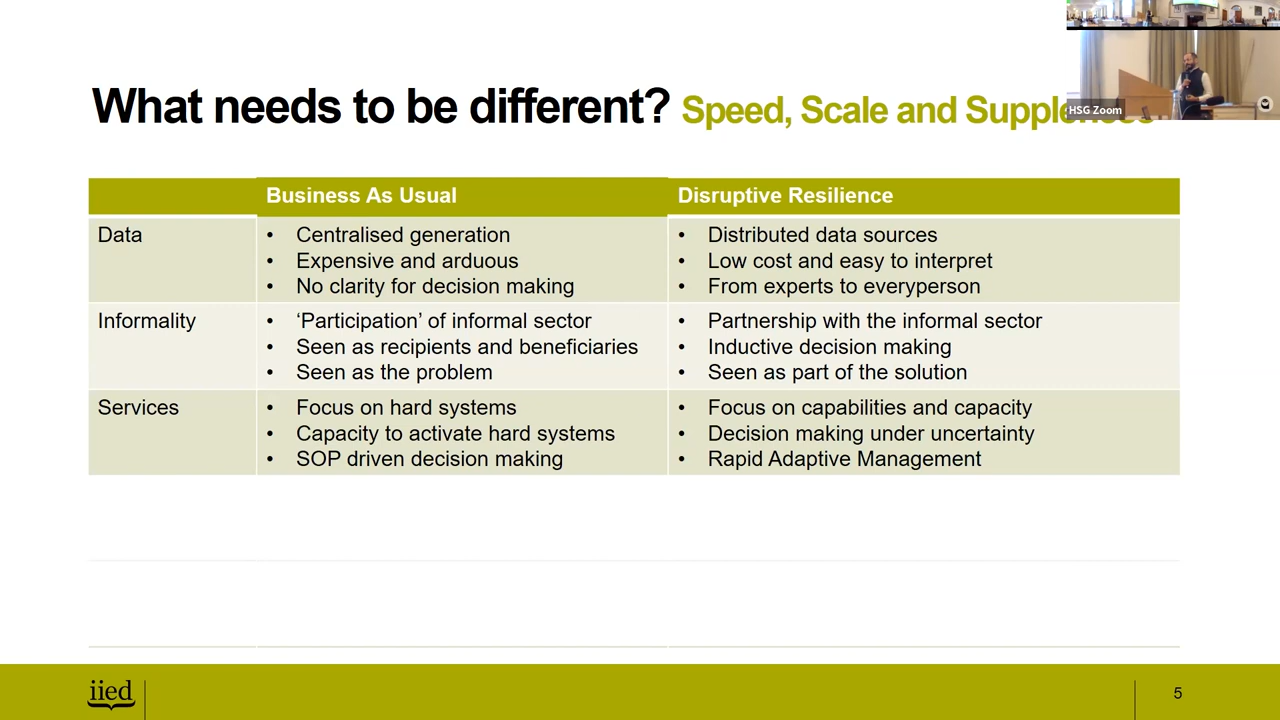 What needs to be different? Speed, Scale and
HSG Zoom
Business As Usual
Disruptive Resilience
Data
• Centralised generation
• Expensive and arduous
• No clarity for decision making
• Distributed data sources
• Low cost and easy to interpret
• From experts to everyperson
Informality
• ‘Participation’ of informal sector
• Seen as recipients and beneficiaries
• Seen as the problem
• Partnership with the informal sector
• Inductive decision making
• Seen as part of the solution
Services
• Focus on hard systems
• Capacity to activate hard systems
• SOP driven decision making
• Focus on capabilities and capacity
• Decision making under uncertainty
• Rapid Adaptive Management
iied
5